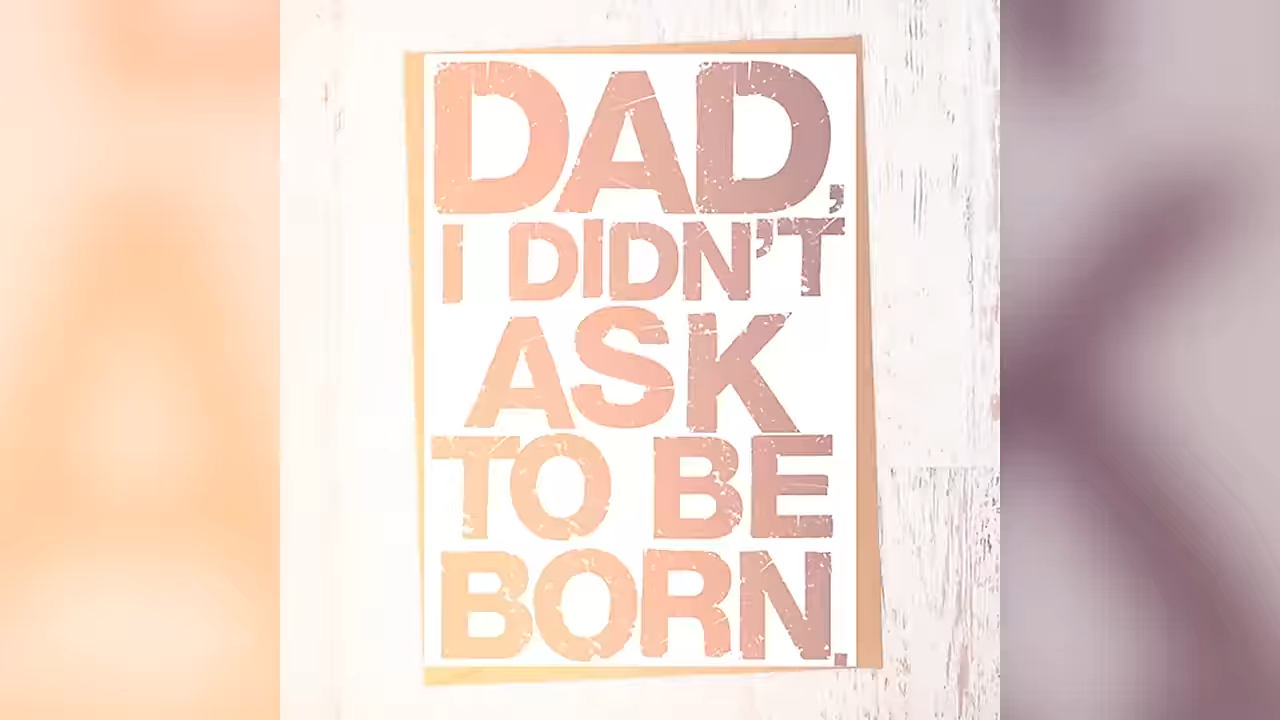 DAD,
I DIDN'T
ASK
TO BE
BORN.